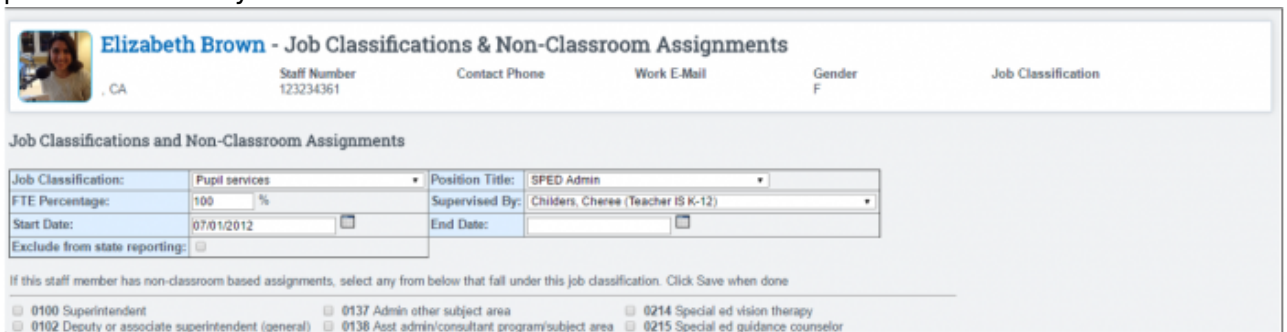 Elizabeth Brown - Job Classifications & Non-Classroom Assignments
Staff Number Contact Phone Work E-Mail Gender Job Classification
, CA 123234361 F
Job Classifications and Non-Classroom Assignments
Job Classification: Pupil services Position Title: SPED Admin
FTE Percentage: 100 % Supervised By: Childers, Cheree (Teacher IS K-12)
Start Date: 07/01/2012 End Date:
Exclude from state reporting:
If this staff member has non-classroom based assignments, select any from below that fall under this job classification. Click Save when done
0100 Superintendent 0137 Admin other subject area 0214 Special ed vision therapy
0102 Deputy or associate superintendent (general) 0138 Asst admin/consultant program/subject area 0215 Special ed guidance counselor